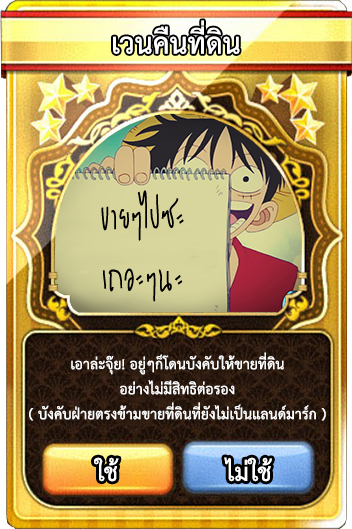 เวนคืนที่ดิน
ขายๆไปซะ
เถอะๆนะ
เอาล่ะจุ๊ย! อยู่ๆก็โดนบังคับให้ขายที่ดิน
อย่างไม่มีสิทธิต่อรอง
( บังคับฝ่ายตรงข้ามขายที่ดินที่ยังไม่เป็นแลนด์มาร์ก )
ใช้
ไม่ใช้